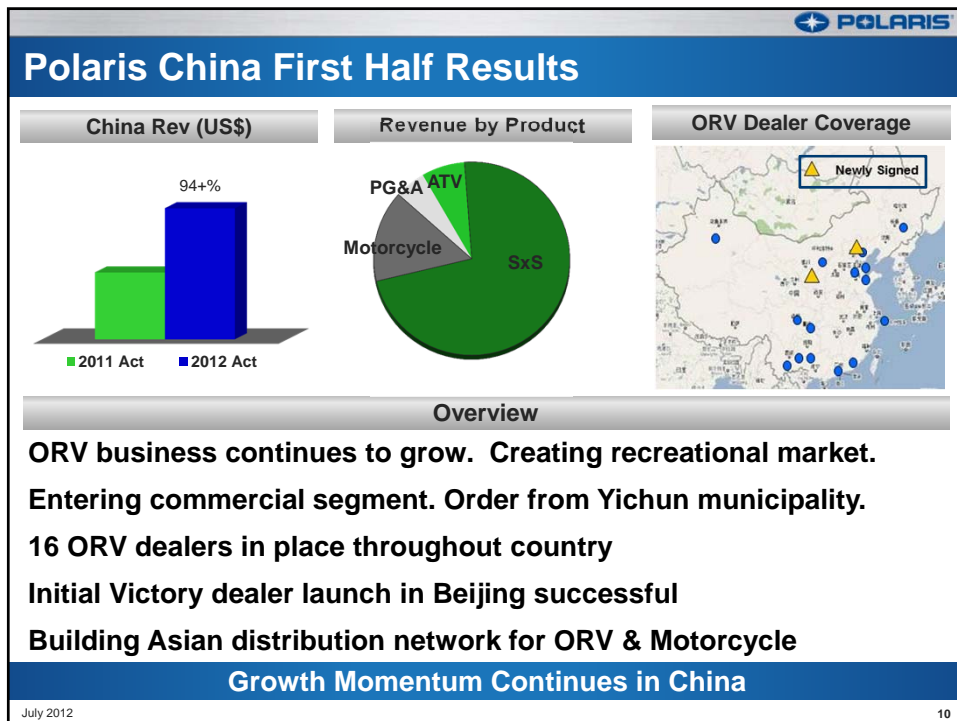 POLARIS
Polaris China First Half Results
China Rev (US$)
94+%
2011 Act 2012 Act
Revenue by Product
PG&A ATV
Motorcycle
SxS
ORV Dealer Coverage
Newly Signed
Overview
ORV business continues to grow. Creating recreational market.
Entering commercial segment. Order from Yichun municipality.
16 ORV dealers in place throughout country
Initial Victory dealer launch in Beijing successful
Building Asian distribution network for ORV & Motorcycle
Growth Momentum Continues in China
July 2012
10